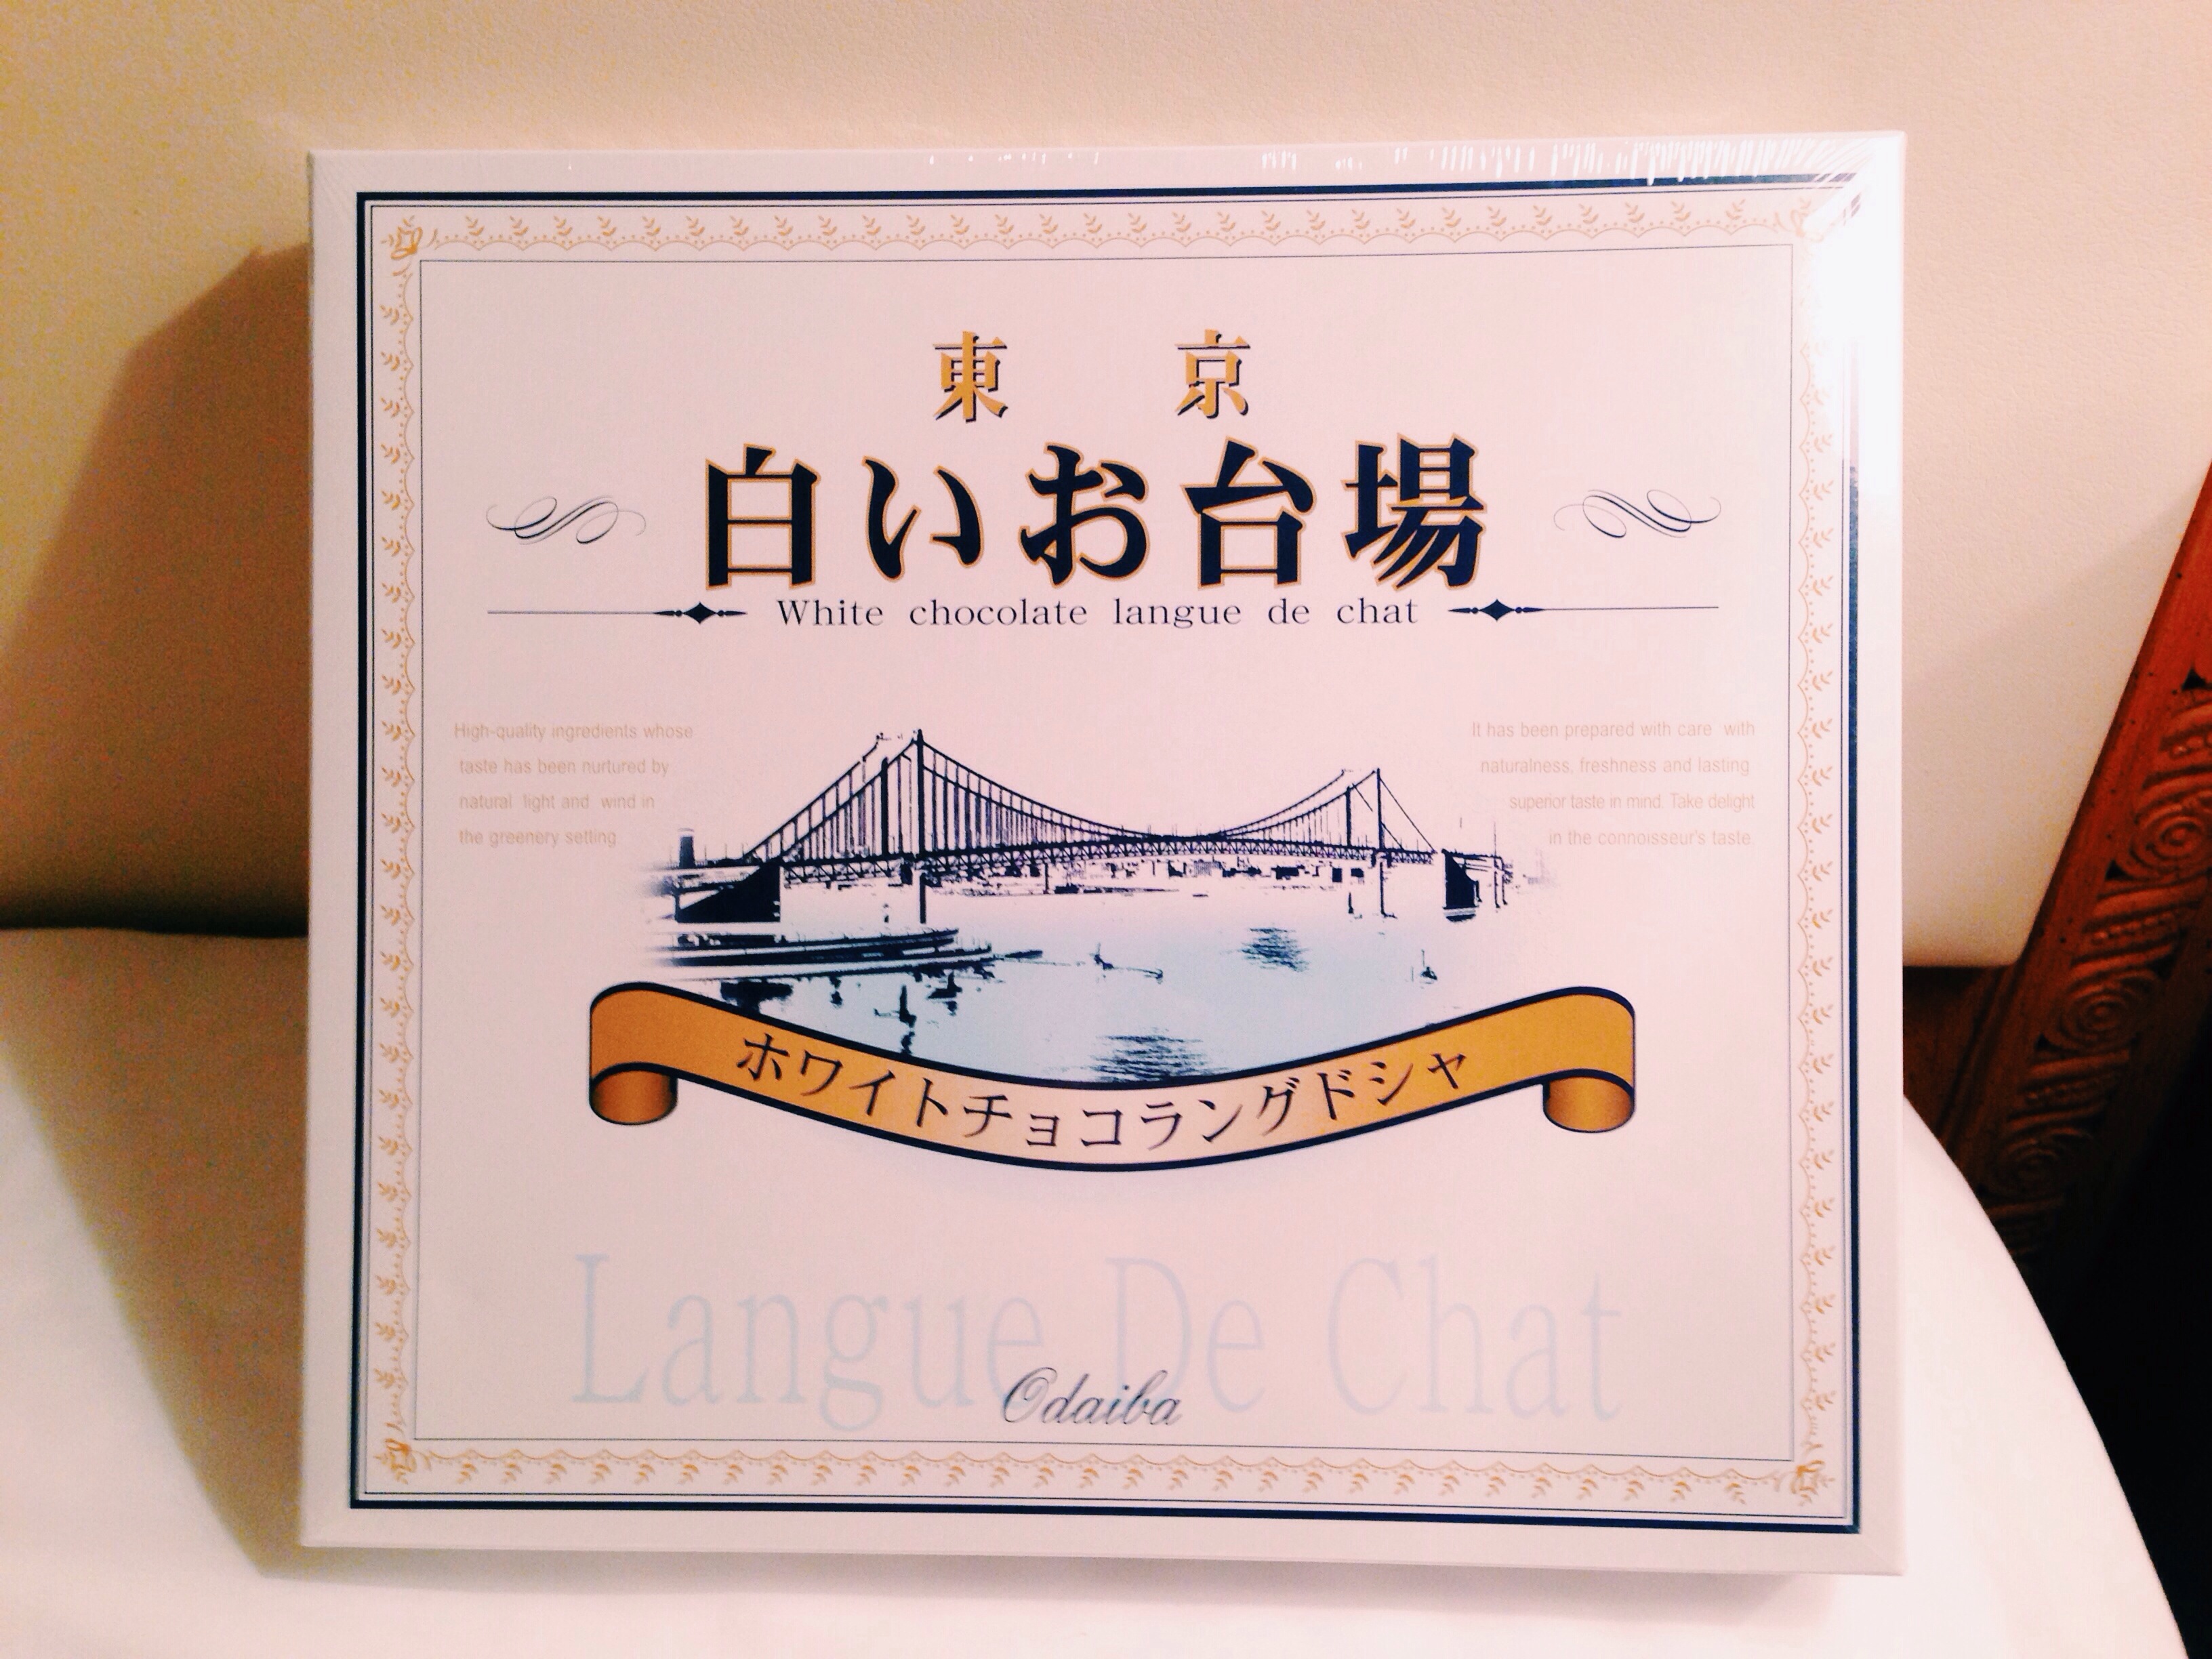 東京
白いお台場
White chocolate langue de chat
High-quality ingredients whose
taste has been nurtured by
natural light and wind in
the greenery setting
It has been prepared with care with
naturalness, freshness and lasting
superior taste in mind. Take delight
in the connoisseur's taste.
ホワイトチョコラングドシャ
Langue De Chat
Odaiba